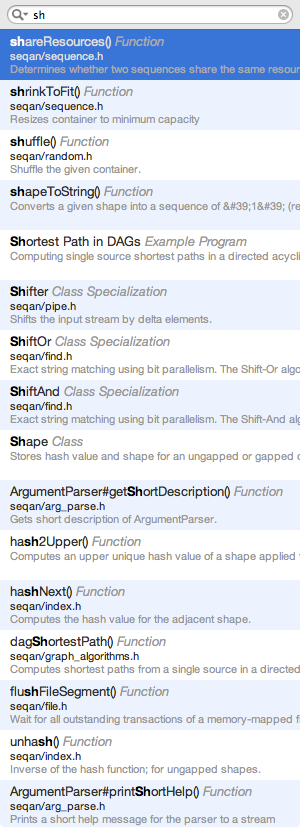 sh
shareResources() Function
seqan/sequence.h
Determines whether two sequences share the same resour
shrinkToFit() Function
seqan/sequence.h
Resizes container to minimum capacity
shuffle() Function
seqan/random.h
Shuffle the given container.
shapeToString() Function
Converts a given shape into a sequence of &#39;1&#39; (re
Shortest Path in DAGs Example Program
Computing single source shortest paths in a directed acycli
Shifter Class Specialization
seqan/pipe.h
Shifts the input stream by delta elements.
ShiftOr Class Specialization
seqan/find.h
Exact string matching using bit parallelism. The Shift-Or algo
ShiftAnd Class Specialization
seqan/find.h
Exact string matching using bit parallelism. The Shift-And alg
Shape Class
Stores hash value and shape for an ungapped or gapped q
ArgumentParser#getShortDescription() Function
seqan/arg_parse.h
Gets short description of ArgumentParser.
hash2Upper() Function
Computes an upper unique hash value of a shape applied
hashNext() Function
seqan/index.h
Computes the hash value for the adjacent shape.
dagShortestPath() Function
seqan/graph_algorithms.h
Computes shortest paths from a single source in a directed
flushFileSegment() Function
seqan/file.h
Wait for all outstanding transactions of a memory-mapped f
unhash() Function
seqan/index.h
Inverse of the hash function; for ungapped shapes.
ArgumentParser#printShortHelp() Function
seqan/arg_parse.h
Prints a short help message for the parser to a stream